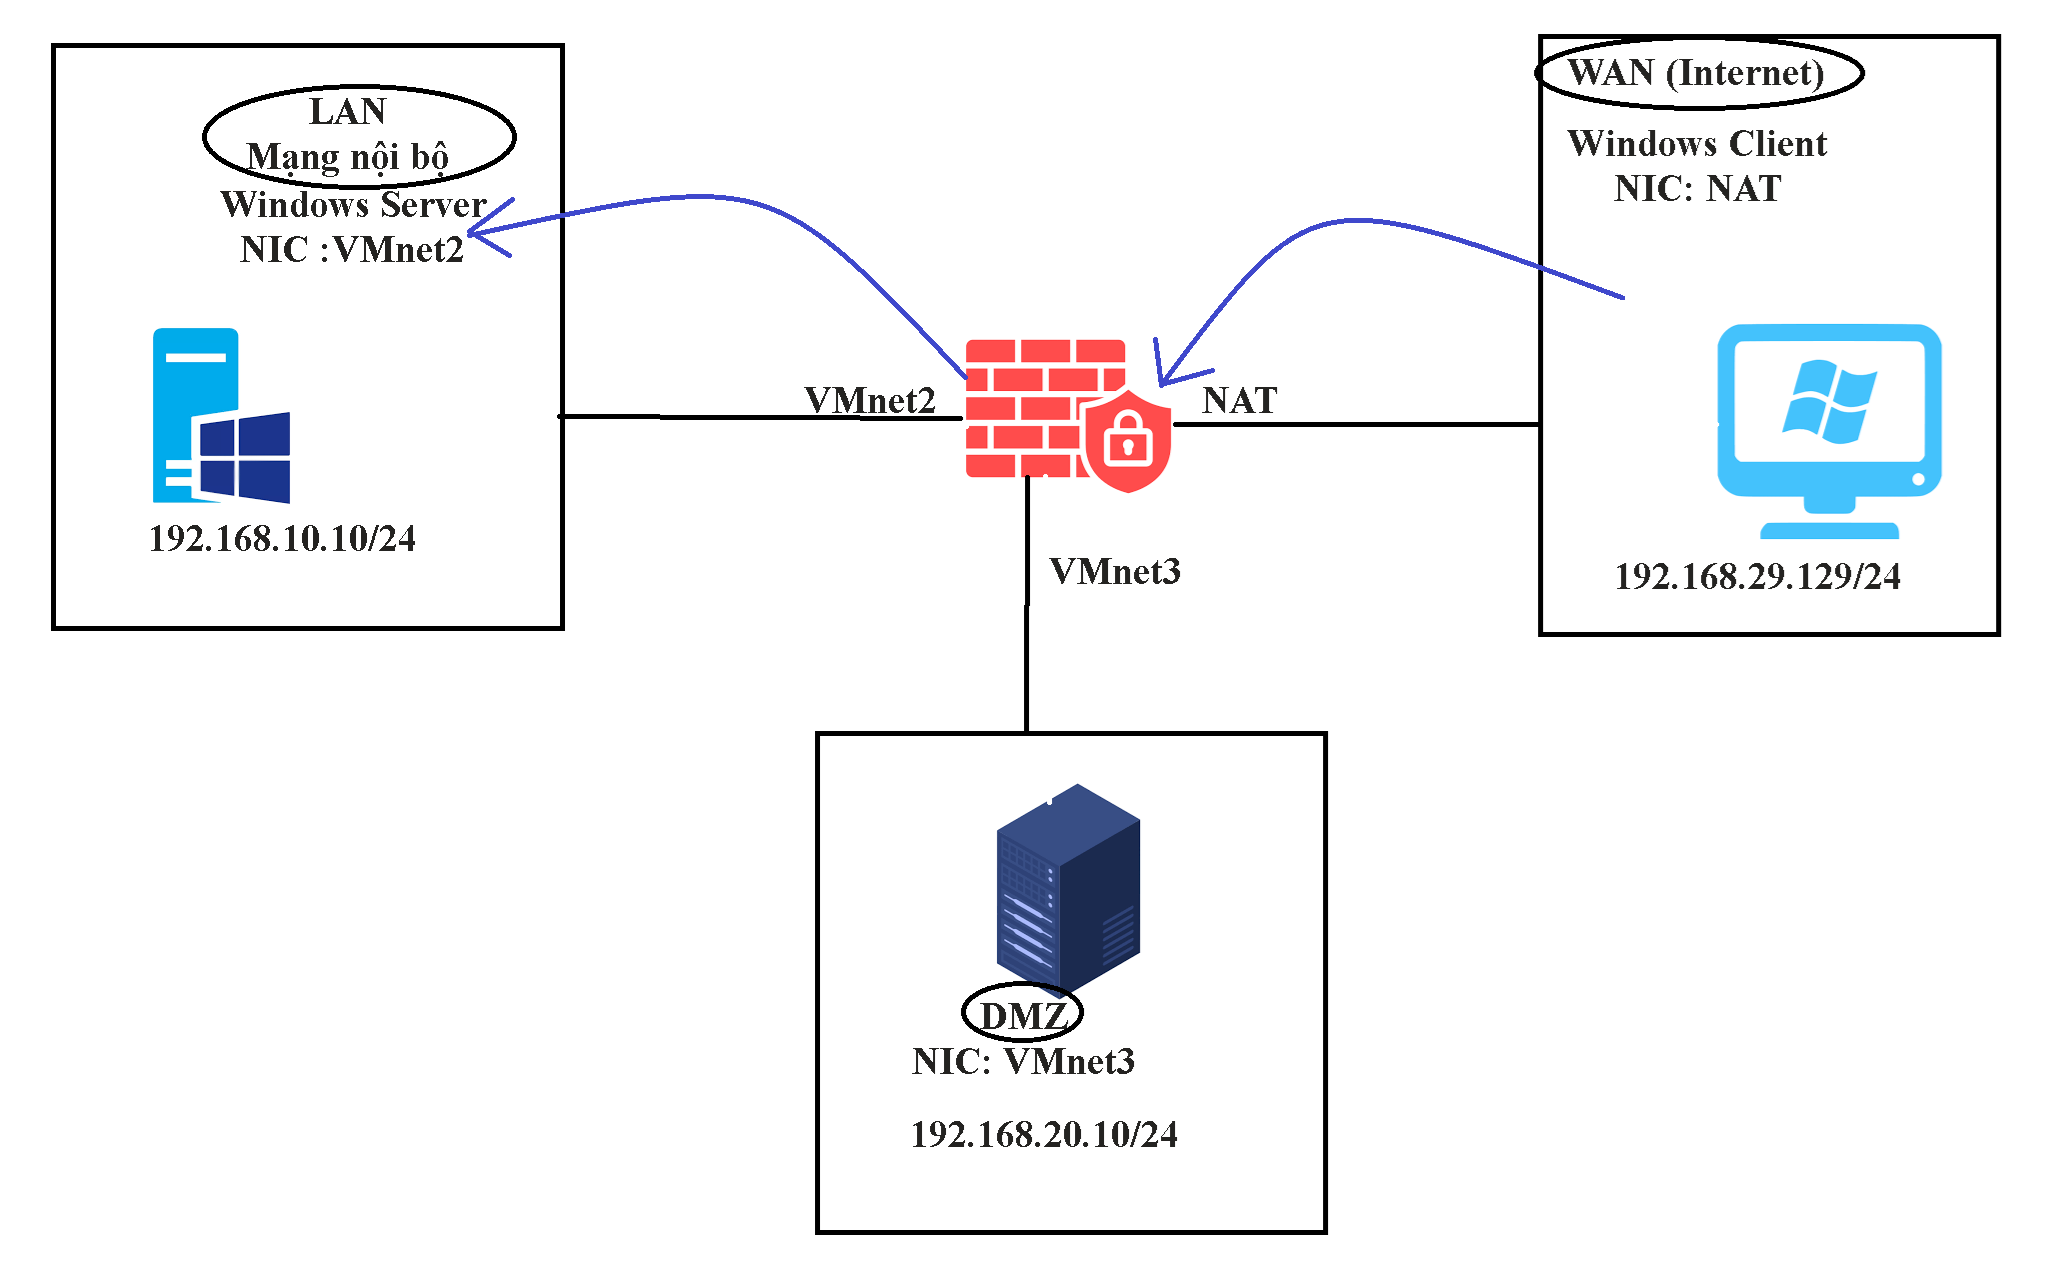 LAN
Mạng nội bộ
Windows Server
NIC :VMnet2
192.168.10.10/24
VMnet2
NAT
VMnet3
WAN (Internet)
Windows Client
NIC: NAT
192.168.29.129/24
DMZ
NIC: VMnet3
192.168.20.10/24